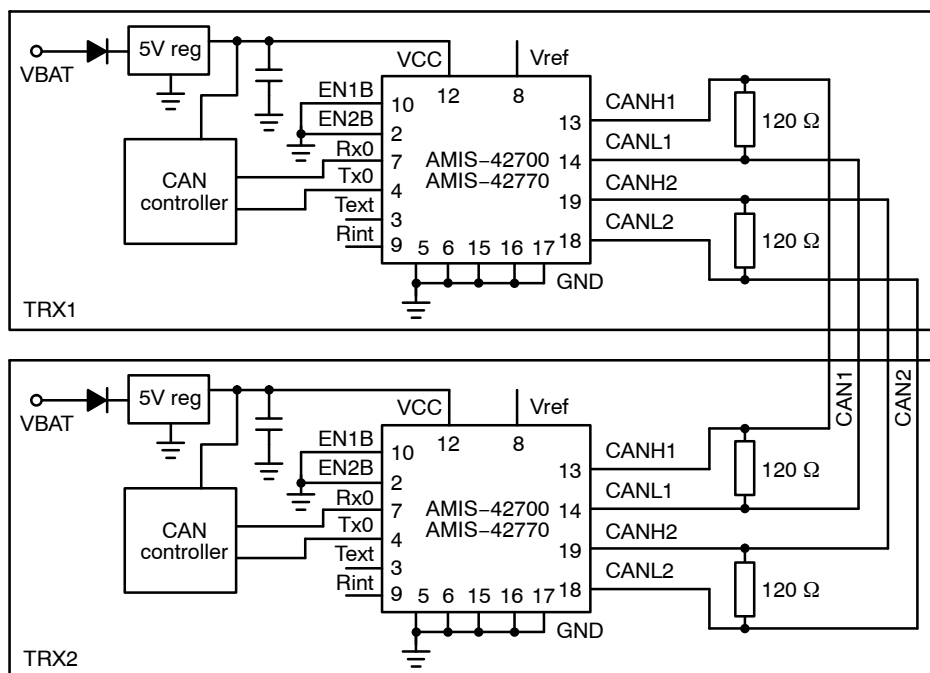 VBAT
5V reg
VCC
Vref
EN1B
10
12
8
CANH1
EN2B
2
13
120 Ω
Rx0
7
AMIS−42700
14
CANL1
CAN
controller
Tx0
4
AMIS−42770
CANH2
Text
3
19
CANL2
120 Ω
Rint
9
5
6
15
16
17
18
GND
TRX1
CAN1
CAN2
VBAT
5V reg
VCC
Vref
EN1B
10
12
8
CANH1
EN2B
2
13
120 Ω
Rx0
7
AMIS−42700
14
CANL1
CAN
controller
Tx0
4
AMIS−42770
CANH2
Text
3
19
CANL2
120 Ω
Rint
9
5
6
15
16
17
18
GND
TRX2